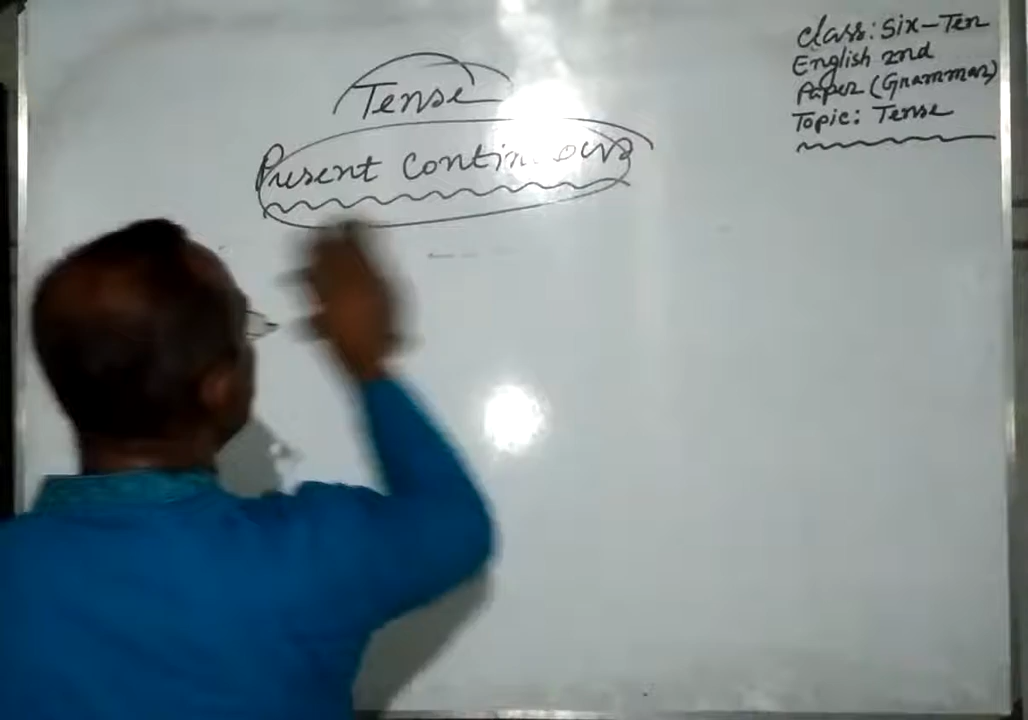 Tense
Present Continuous
Class: Six-Ten
English 2nd
Paper (Grammar)
Topic: Tense